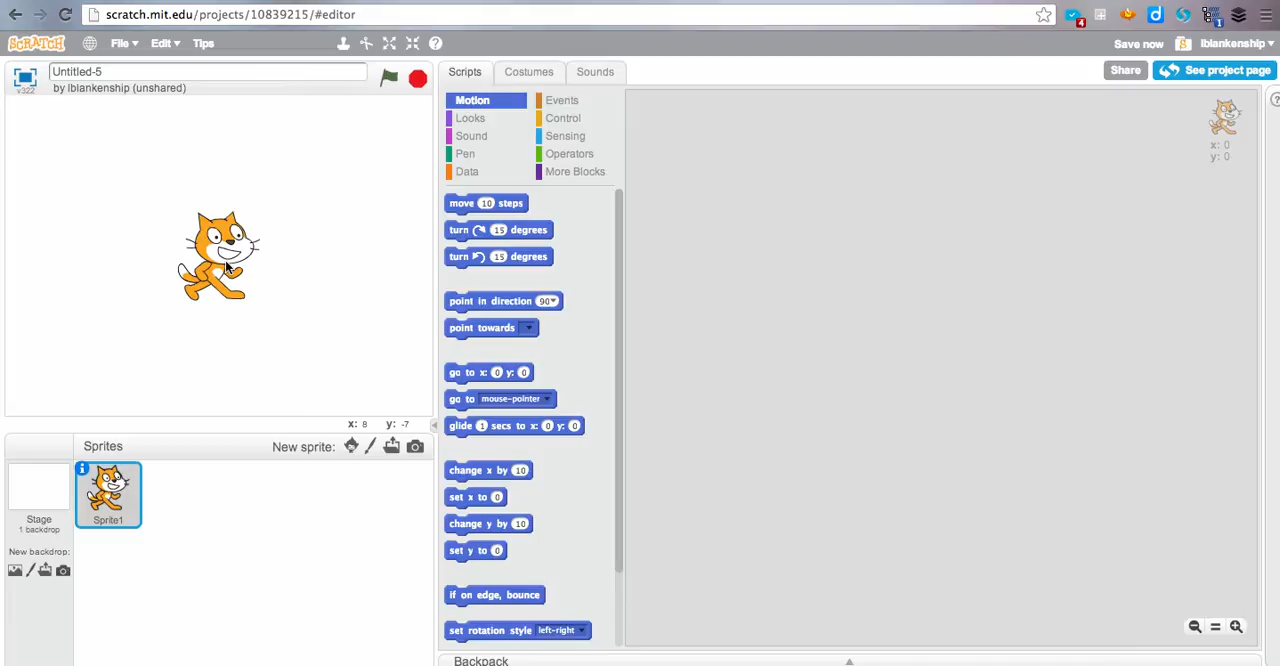 scratch.mit.edu/projects/10839215/#editor
4
1
SCRATCH
File▾ Edit▾ Tips
Save now
lblankenship ▾
Untitled-5
by lblankenship (unshared)
v322
Scripts Costumes Sounds
Share
See project page
Motion
Looks
Sound
Pen
Data
Events
Control
Sensing
Operators
More Blocks
move 10 steps
turn 15 degrees
turn 15 degrees
point in direction 90▾
point towards
go to x: 0 y: 0
go to mouse-pointer
glide 1 secs to x: 0 y: 0
change x by 10
set x to 0
change y by 10
set y to 0
if on edge, bounce
set rotation style left-right
x: 0
y: 0
?
x: 8 y: -7
Sprites
New sprite:
Sprite1
Stage
1 backdrop
New backdrop:
Backpack